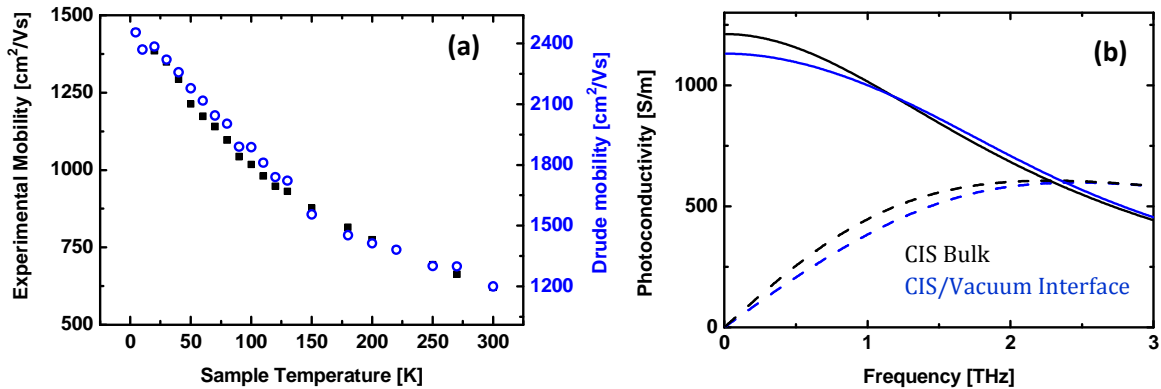 (a)
Experimental Mobility [cm²/Vs]
1500
1250
1000
750
500
Drude mobility [cm²/Vs]
2400
2100
1800
1500
1200
0 50 100 150 200 250 300
Sample Temperature [K]
(b)
Photoconductivity [S/m]
1000
500
0
CIS Bulk
CIS/Vacuum Interface
0 1 2 3
Frequency [THz]